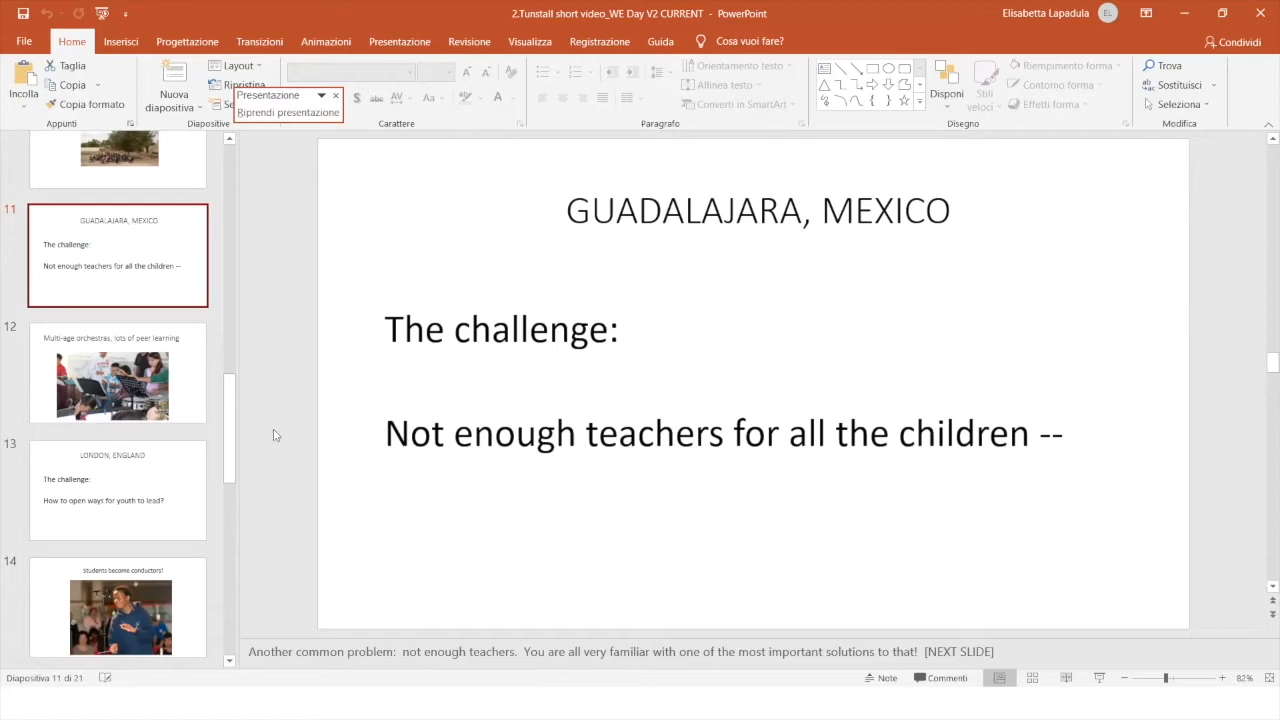 2.Tunstall short video_WE Day V2 CURRENT - PowerPoint
Elisabetta Lapadula
EL
File
Home
Inserisci
Progettazione
Transizioni
Animazioni
Presentazione
Revisione
Visualizza
Registrazione
Guida
Cosa vuoi fare?
Condividi
Incolla
Taglia
Copia
Copia formato
Appunti
Nuova
diapositiva
Layout
Ripristina
Se
Diapositive
Presentazione
Riprendi presentazione
Carattere
Orientamento testo
Allinea testo
Converti in SmartArt
Paragrafo
Disponi
Stili
veloci
Riempimento forma
Contorno forma
Effetti forma
Disegno
Trova
Sostituisci
Seleziona
Modifica
11
GUADALAJARA, MEXICO
The challenge:
Not enough teachers for all the children --
12
Multi-age orchestras, lots of peer learning
13
LONDON, ENGLAND
The challenge:
How to open ways for youth to lead?
14
Students become conductors!
GUADALAJARA, MEXICO
The challenge:
Not enough teachers for all the children --
Another common problem: not enough teachers. You are all very familiar with one of the most important solutions to that! [NEXT SLIDE]
Diapositiva 11 di 21
Note
Commenti
82%